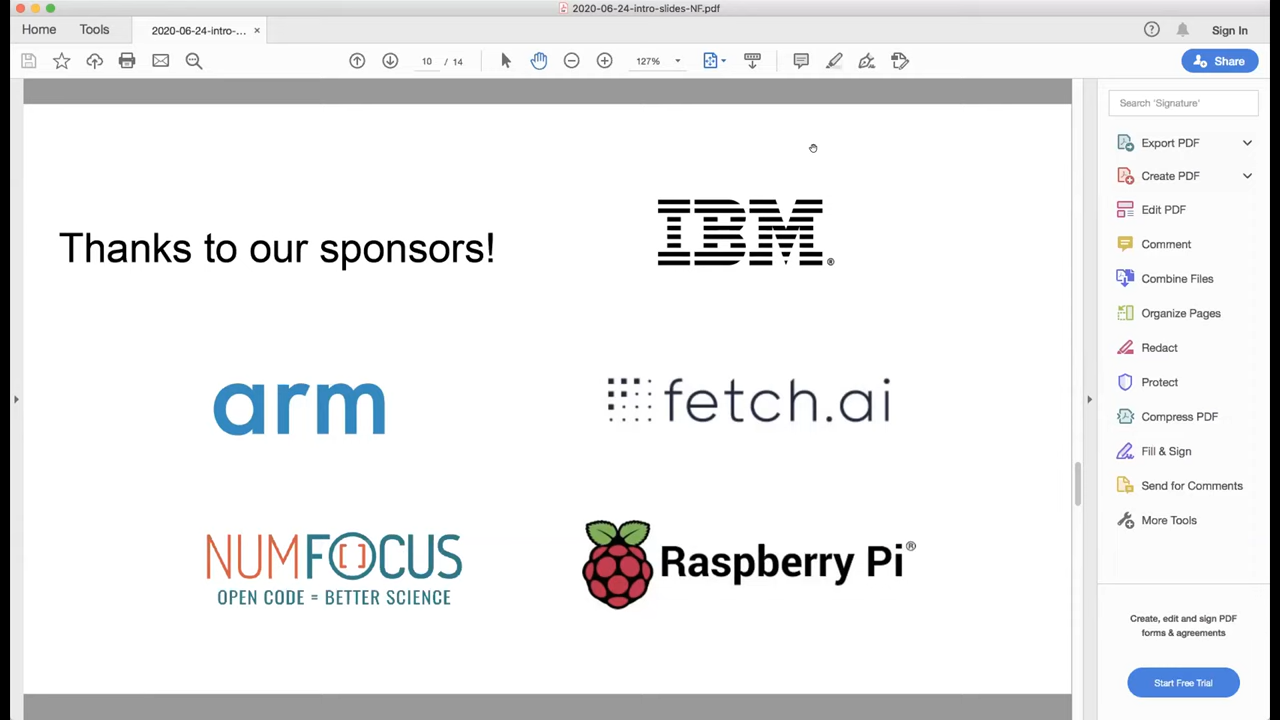 2020-06-24-intro-slides-NF.pdf
Home
Tools
2020-06-24-intro-...
Sign In
10 / 14
127%
Share
Thanks to our sponsors!
IBM®
arm
fetch.ai
NUMF[]CUS
OPEN CODE = BETTER SCIENCE
Raspberry Pi®
Search 'Signature'
Export PDF
Create PDF
Edit PDF
Comment
Combine Files
Organize Pages
Redact
Protect
Compress PDF
Fill & Sign
Send for Comments
More Tools
Create, edit and sign PDF
forms & agreements
Start Free Trial